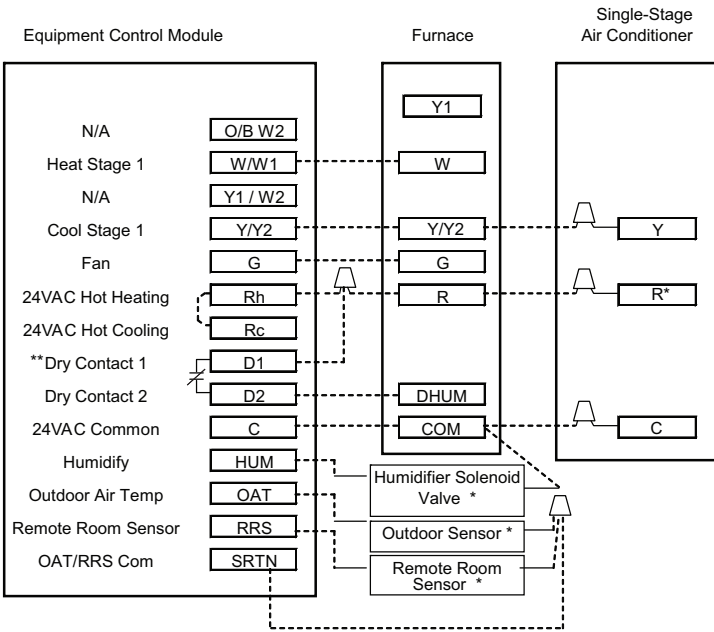 Single-Stage
Equipment Control Module Furnace Air Conditioner
Y1
N/A O/B W2
Heat Stage 1 W/W1 W
N/A Y1 / W2
Cool Stage 1 Y/Y2 Y/Y2 Y
Fan G G
24VAC Hot Heating Rh R R*
24VAC Hot Cooling Rc
**Dry Contact 1 D1
Dry Contact 2 D2 DHUM
24VAC Common C COM C
Humidify HUM
Humidifier Solenoid
Valve *
Outdoor Air Temp OAT
Outdoor Sensor *
Remote Room Sensor RRS
OAT/RRS Com SRTN
Remote Room
Sensor *